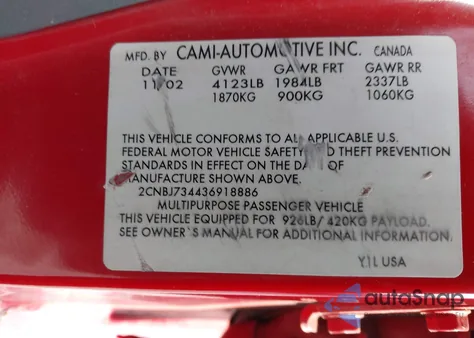 MFD. BY CAMI-AUTOMOTIVE INC. CANADA
DATE GVWR GAWR FRT GAWR RR
11/02 4123LB 1984LB 2337LB
1870KG 900KG 1060KG
THIS VEHICLE CONFORMS TO ALL APPLICABLE U.S.
FEDERAL MOTOR VEHICLE SAFETY AND THEFT PREVENTION
STANDARDS IN EFFECT ON THE DATE OF
MANUFACTURE SHOWN ABOVE.
2CNBJ734436918886
MULTIPURPOSE PASSENGER VEHICLE
THIS VEHICLE EQUIPPED FOR 926LB/ 420KG PAYLOAD.
SEE OWNER'S MANUAL FOR ADDITIONAL INFORMATION.
Y1L USA
autoSnap